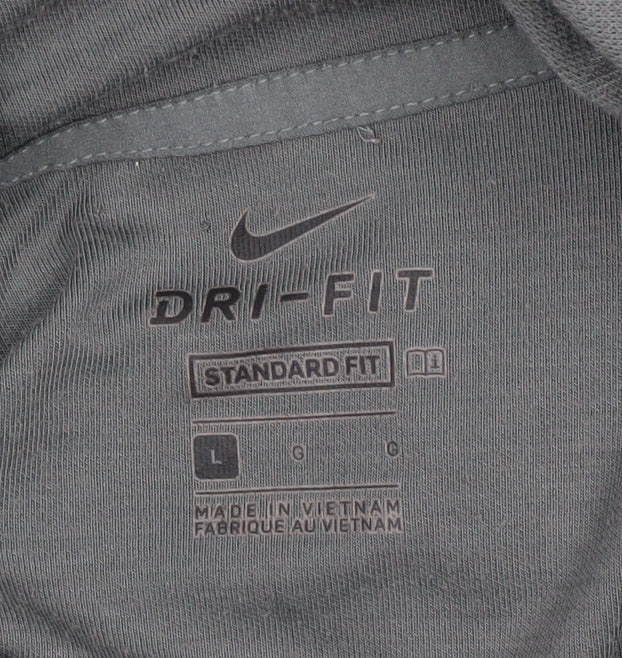 DRI-FIT
STANDARD FIT
L G G
MADE IN VIETNAM
FABRIQUE AU VIETNAM